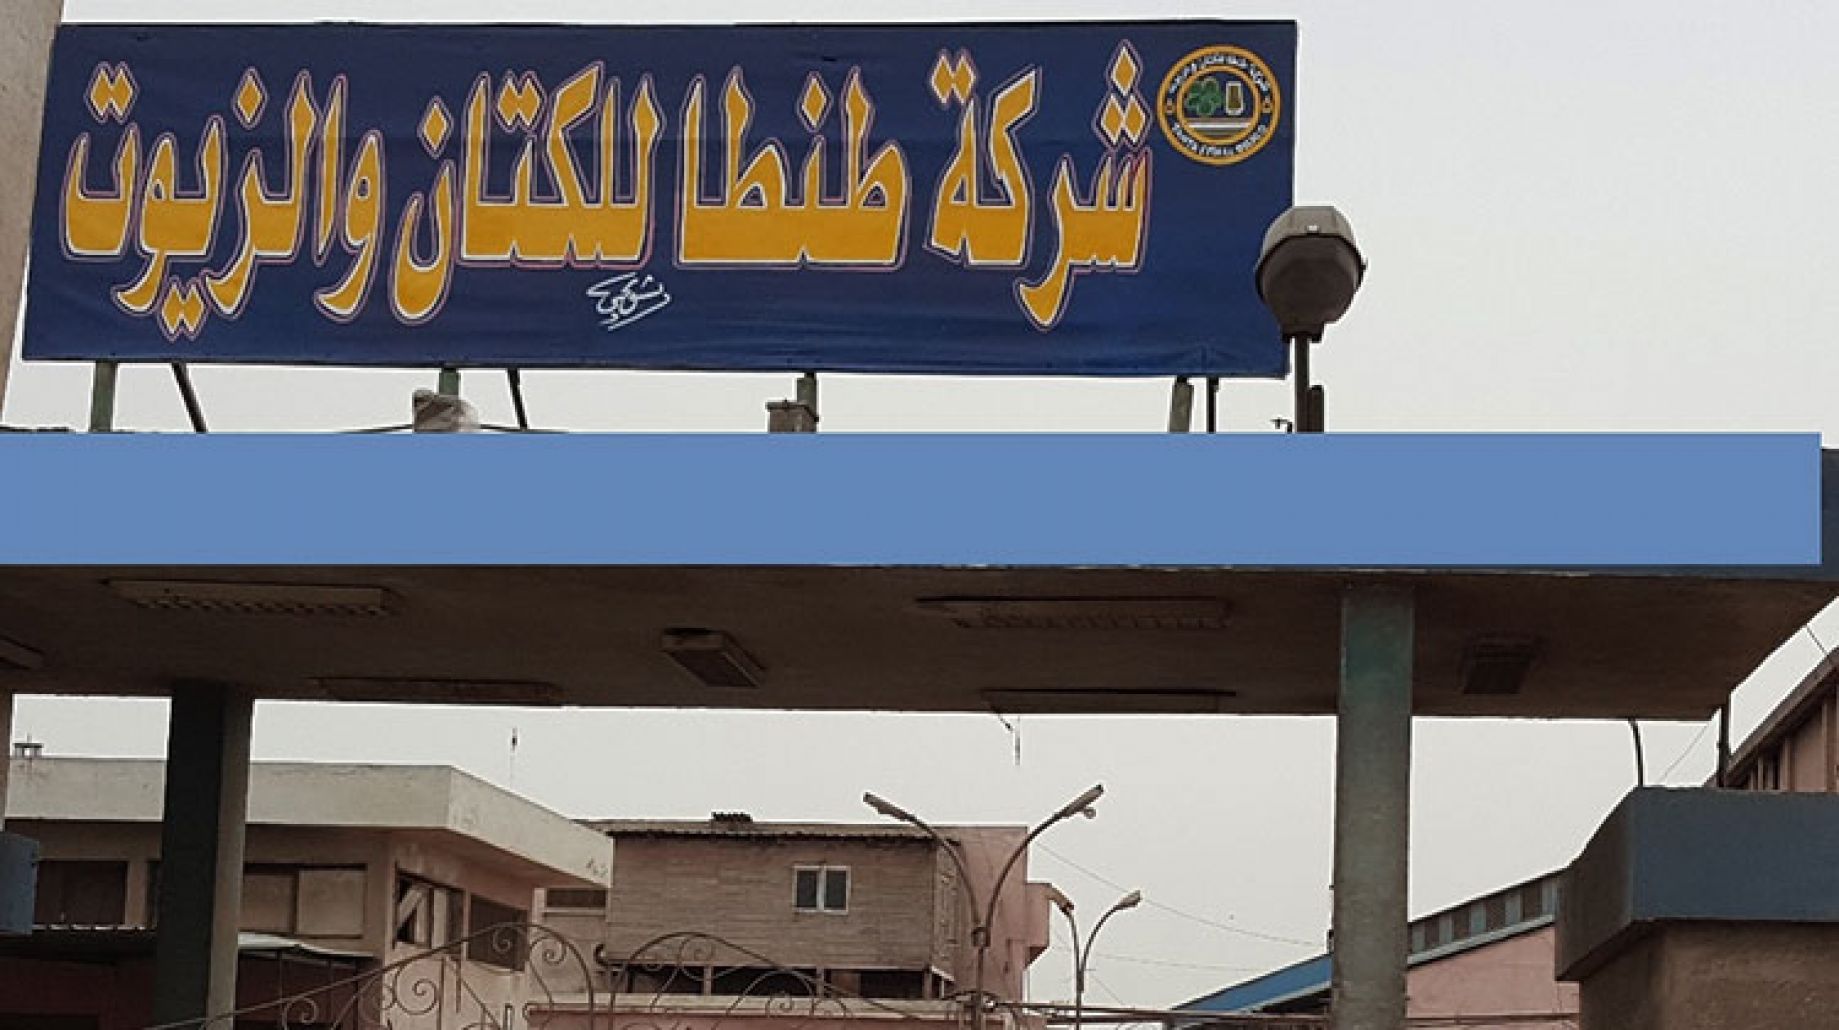 شركة طنطا للكتان والزيوت